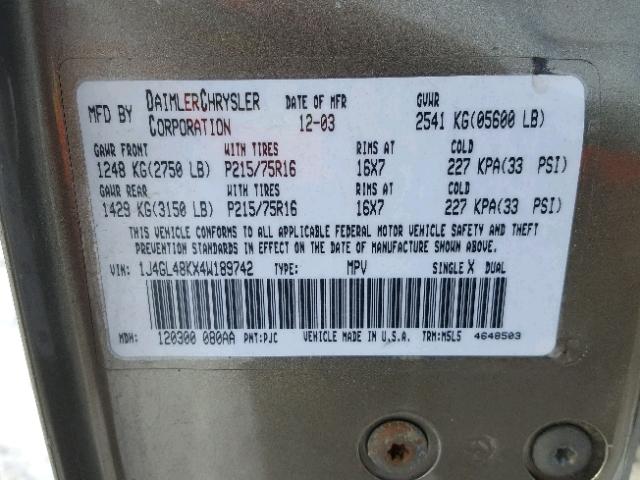 MFD BY DAIMLERCHRYSLER CORPORATION DATE OF MFR 12-03 GVWR 2541 KG(05600 LB)
GAWR FRONT WITH TIRES RIMS AT COLD
1248 KG(2750 LB) P215/75R16 16X7 227 KPA(33 PSI)
GAWR REAR WITH TIRES RIMS AT COLD
1429 KG(3150 LB) P215/75R16 16X7 227 KPA(33 PSI)
THIS VEHICLE CONFORMS TO ALL APPLICABLE FEDERAL MOTOR VEHICLE SAFETY AND THEFT
PREVENTION STANDARDS IN EFFECT ON THE DATE OF MANUFACTURE SHOWN ABOVE.
VIN: 1J4GL48KX4W189742 TYPE: MPV SINGLE X DUAL
MDH: 120300 080AA PNT:PJC VEHICLE MADE IN U.S.A. TRM:M5L5 4648503